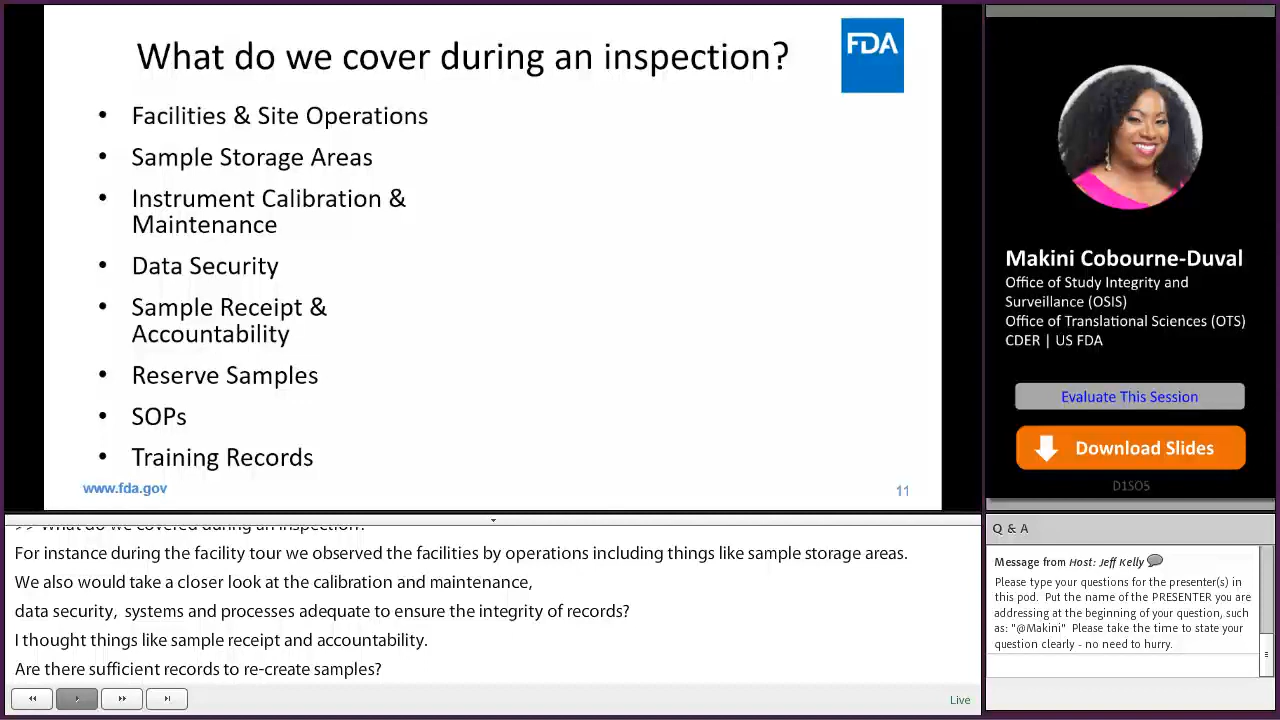 What do we cover during an inspection?
FDA
• Facilities & Site Operations
• Sample Storage Areas
• Instrument Calibration &
Maintenance
• Data Security
• Sample Receipt &
Accountability
• Reserve Samples
• SOPs
• Training Records
www.fda.gov
11
Makini Cobourne-Duval
Office of Study Integrity and
Surveillance (OSIS)
Office of Translational Sciences (OTS)
CDER | US FDA
Evaluate This Session
Download Slides
D1SO5
>> What do we covered during an inspection?
For instance during the facility tour we observed the facilities by operations including things like sample storage areas.
We also would take a closer look at the calibration and maintenance,
data security, systems and processes adequate to ensure the integrity of records?
I thought things like sample receipt and accountability.
Are there sufficient records to re-create samples?
Live
Q & A
Message from Host: Jeff Kelly
Please type your questions for the presenter(s) in
this pod. Put the name of the PRESENTER you are
addressing at the beginning of your question, such
as: "@Makini" Please take the time to state your
question clearly - no need to hurry.